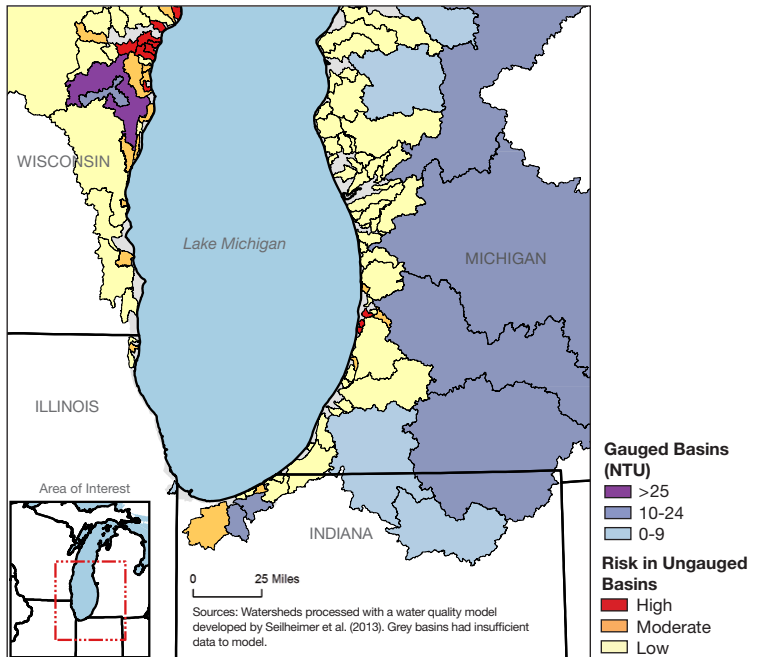 WISCONSIN
Lake Michigan
MICHIGAN
ILLINOIS
Area of Interest
INDIANA
0 25 Miles
Sources: Watersheds processed with a water quality model
developed by Seilheimer et al. (2013). Grey basins had insufficient
data to model.
Gauged Basins
(NTU)
>25
10-24
0-9
Risk in Ungauged
Basins
High
Moderate
Low